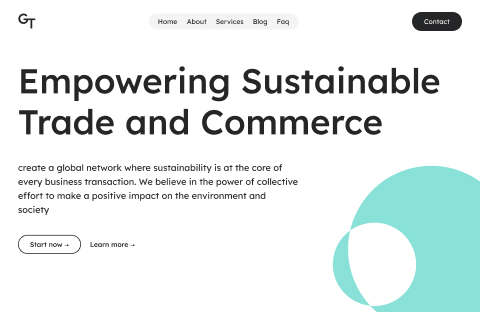 GT
Home About Services Blog Faq
Contact
Empowering Sustainable
Trade and Commerce
create a global network where sustainability is at the core of
every business transaction. We believe in the power of collective
effort to make a positive impact on the environment and
society
Start now →
Learn more →